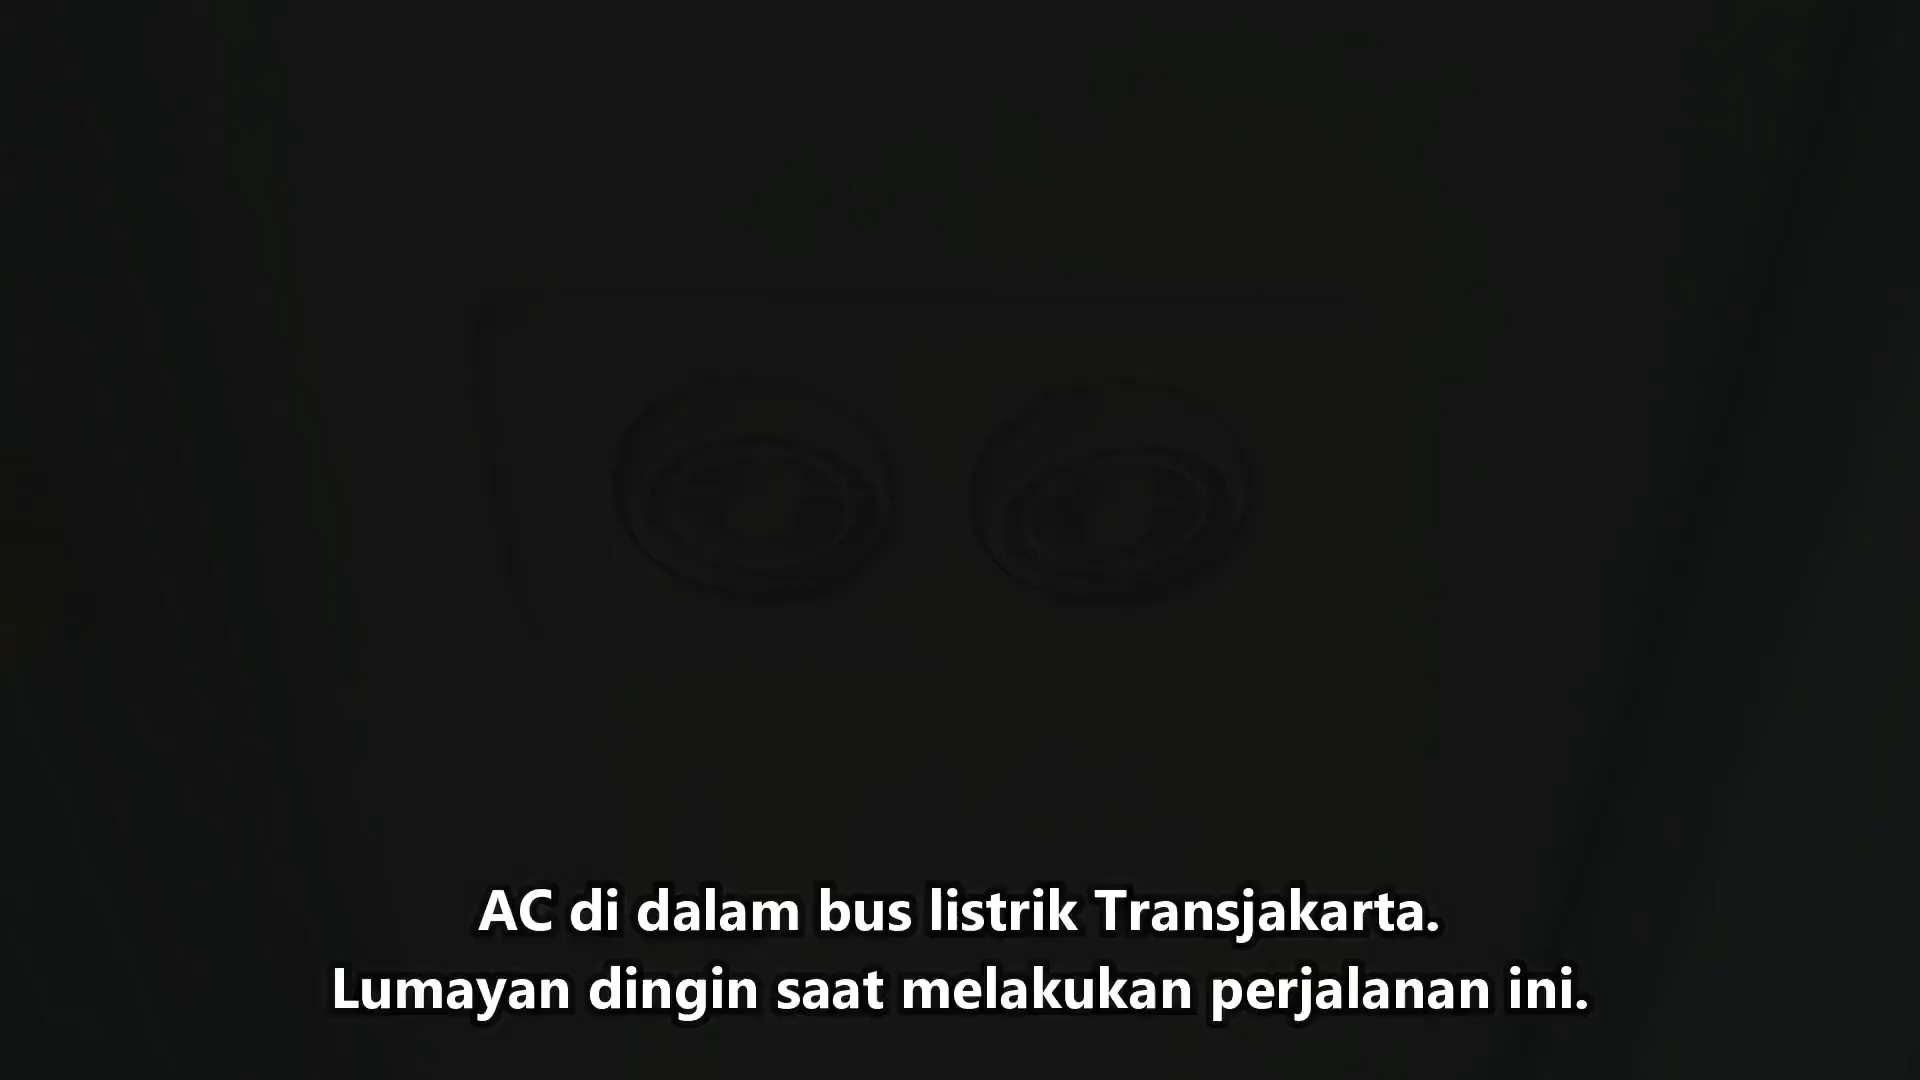 AC di dalam bus listrik Transjakarta.
Lumayan dingin saat melakukan perjalanan ini.